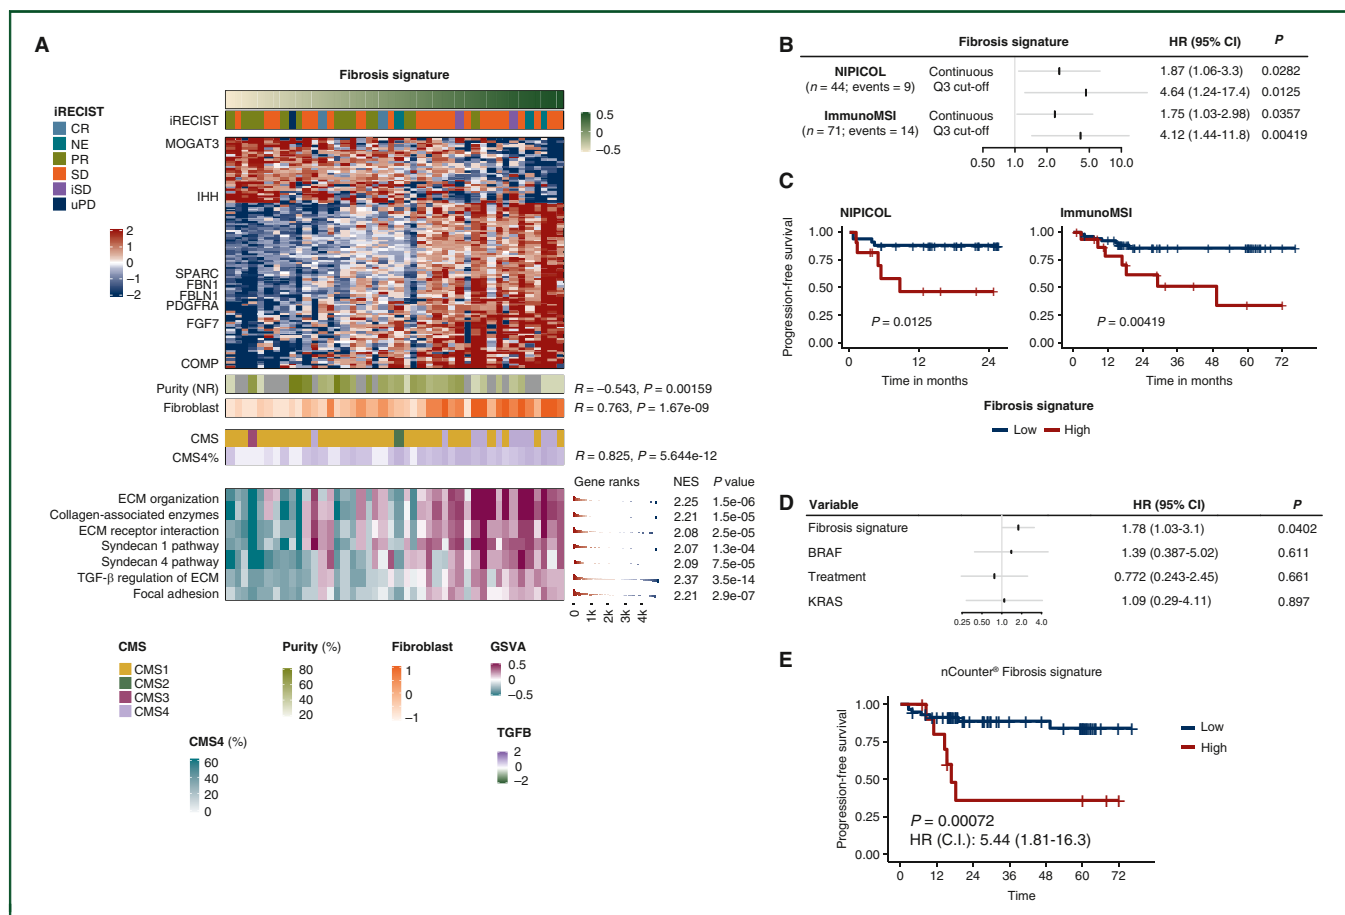 A
Fibrosis signature
iRECIST
CR
NE
PR
SD
iSD
uPD
2
1
0
−1
−2
iRECIST
0.5
0
−0.5
MOGAT3
IHH
SPARC
FBN1
FBLN1
PDGFRA
FGF7
COMP
Purity (NR) R = −0.543, P = 0.00159
Fibroblast R = 0.763, P = 1.67e-09
CMS
CMS4% R = 0.825, P = 5.644e-12
Gene ranks NES P value
ECM organization 2.25 1.5e-06
Collagen-associated enzymes 2.21 1.5e-05
ECM receptor interaction 2.08 2.5e-05
Syndecan 1 pathway 2.07 1.3e-04
Syndecan 4 pathway 2.09 7.5e-05
TGF-β regulation of ECM 2.37 3.5e-14
Focal adhesion 2.21 2.9e-07
0 1k 2k 3k 4k
CMS
CMS1
CMS2
CMS3
CMS4
Purity (%)
80
60
40
20
Fibroblast
1
0
−1
GSVA
0.5
0
−0.5
CMS4 (%)
60
40
20
0
TGFB
2
0
−2
B
Fibrosis signature HR (95% CI) P
NIPICOL Continuous 1.87 (1.06-3.3) 0.0282
(n = 44; events = 9) Q3 cut-off 4.64 (1.24-17.4) 0.0125
ImmunoMSI Continuous 1.75 (1.03-2.98) 0.0357
(n = 71; events = 14) Q3 cut-off 4.12 (1.44-11.8) 0.00419
0.50 1.0 2.0 5.0 10.0
C
NIPICOL
Progression-free survival
1.00
0.75
0.50
0.25
0.00
P = 0.0125
0 12 24
Time in months
ImmunoMSI
1.00
0.75
0.50
0.25
0.00
P = 0.00419
0 12 24 36 48 60 72
Time in months
Fibrosis signature
Low High
D
Variable HR (95% CI) P
Fibrosis signature 1.78 (1.03-3.1) 0.0402
BRAF 1.39 (0.387-5.02) 0.611
Treatment 0.772 (0.243-2.45) 0.661
KRAS 1.09 (0.29-4.11) 0.897
0.25 0.50 1.0 2.0 4.0
E
nCounter® Fibrosis signature
Progression-free survival
1.00
0.75
0.50
0.25
0.00
P = 0.00072
HR (C.I.): 5.44 (1.81-16.3)
0 12 24 36 48 60 72
Time
Low
High